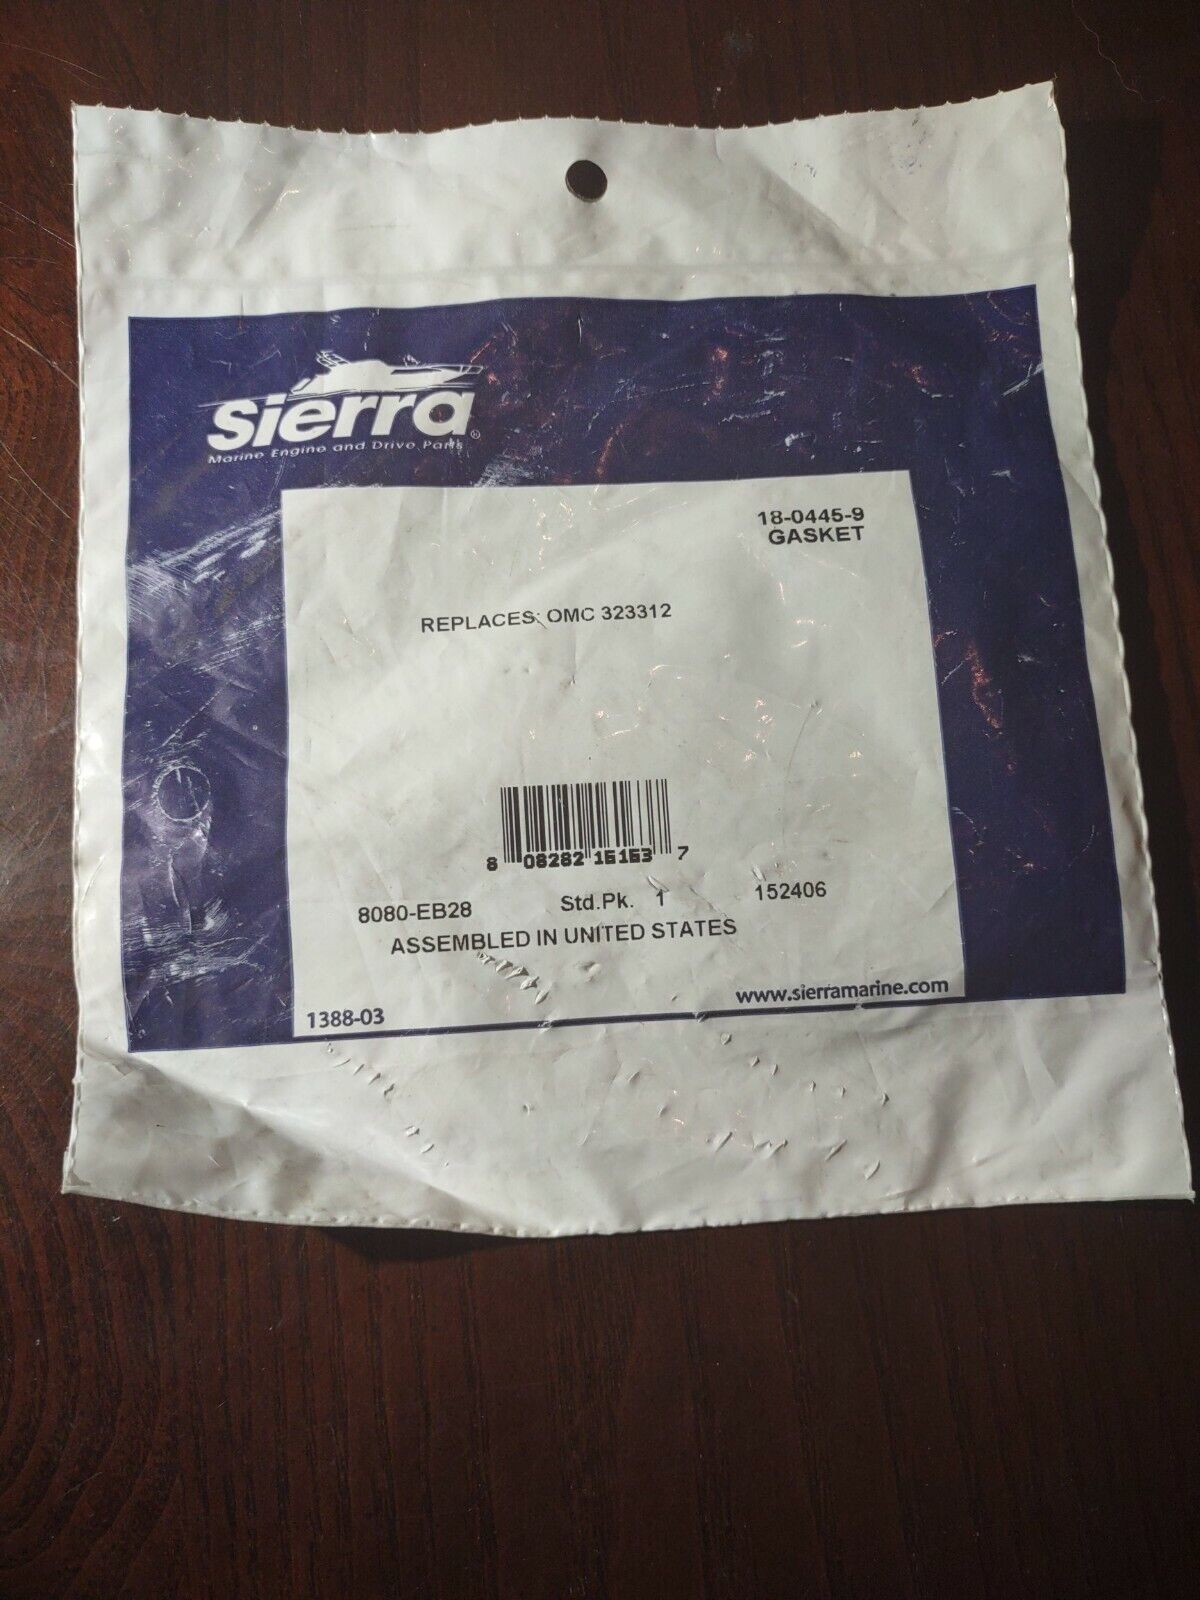 sierra®
Marine Engine and Drive Parts
18-0445-9
GASKET
REPLACES: OMC 323312
8 08282 16163 7
8080-EB28 Std.Pk. 1 152406
ASSEMBLED IN UNITED STATES
1388-03 www.sierramarine.com